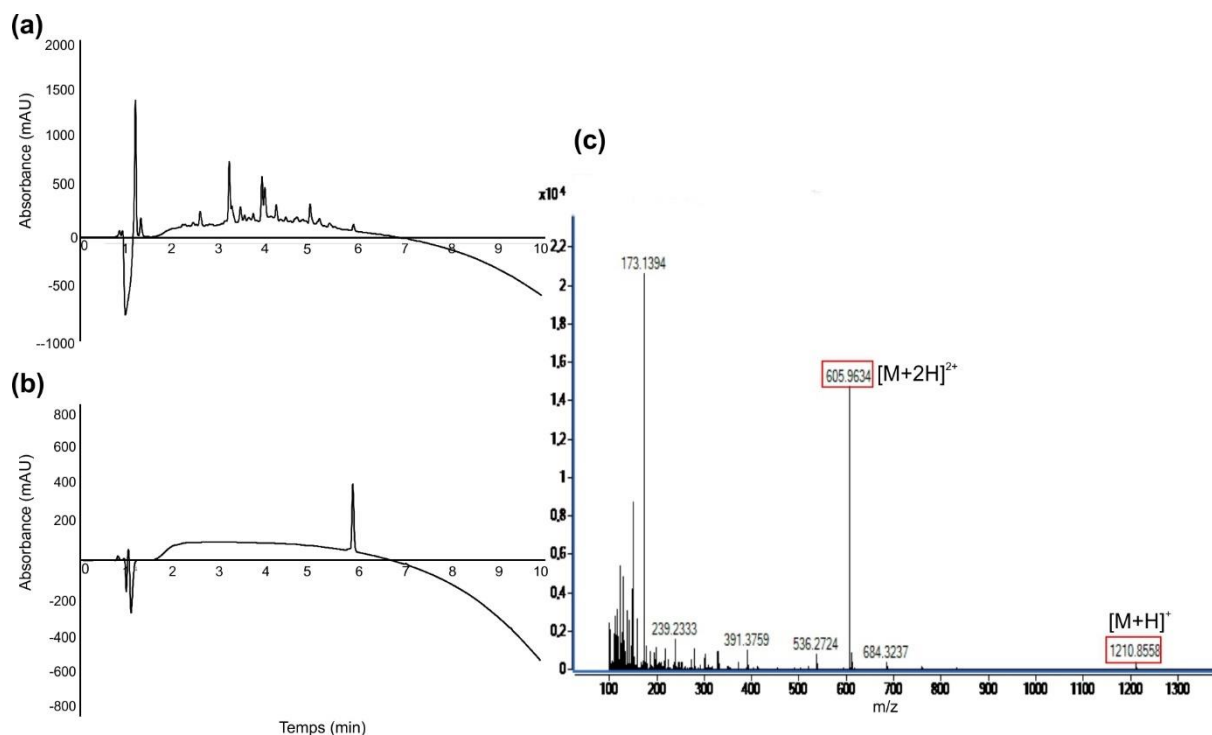 (a)
2000
1500
1000
500
0
-500
--1000
Absorbance (mAU)
0 1 2 3 4 5 6 7 8 9 10
(b)
800
600
400
200
0
-200
-400
-600
-800
Absorbance (mAU)
0 1 2 3 4 5 6 7 8 9 10
Temps (min)
(c)
x10 4
2,2
2
1,8
1,6
1,4
1,2
1
0,8
0,6
0,4
0,2
0
173.1394
605.9634 [M+2H]2+
239.2333
391.3759
536.2724
684.3237
[M+H]+
1210.8558
100 200 300 400 500 600 700 800 900 1000 1100 1200 1300
m/z